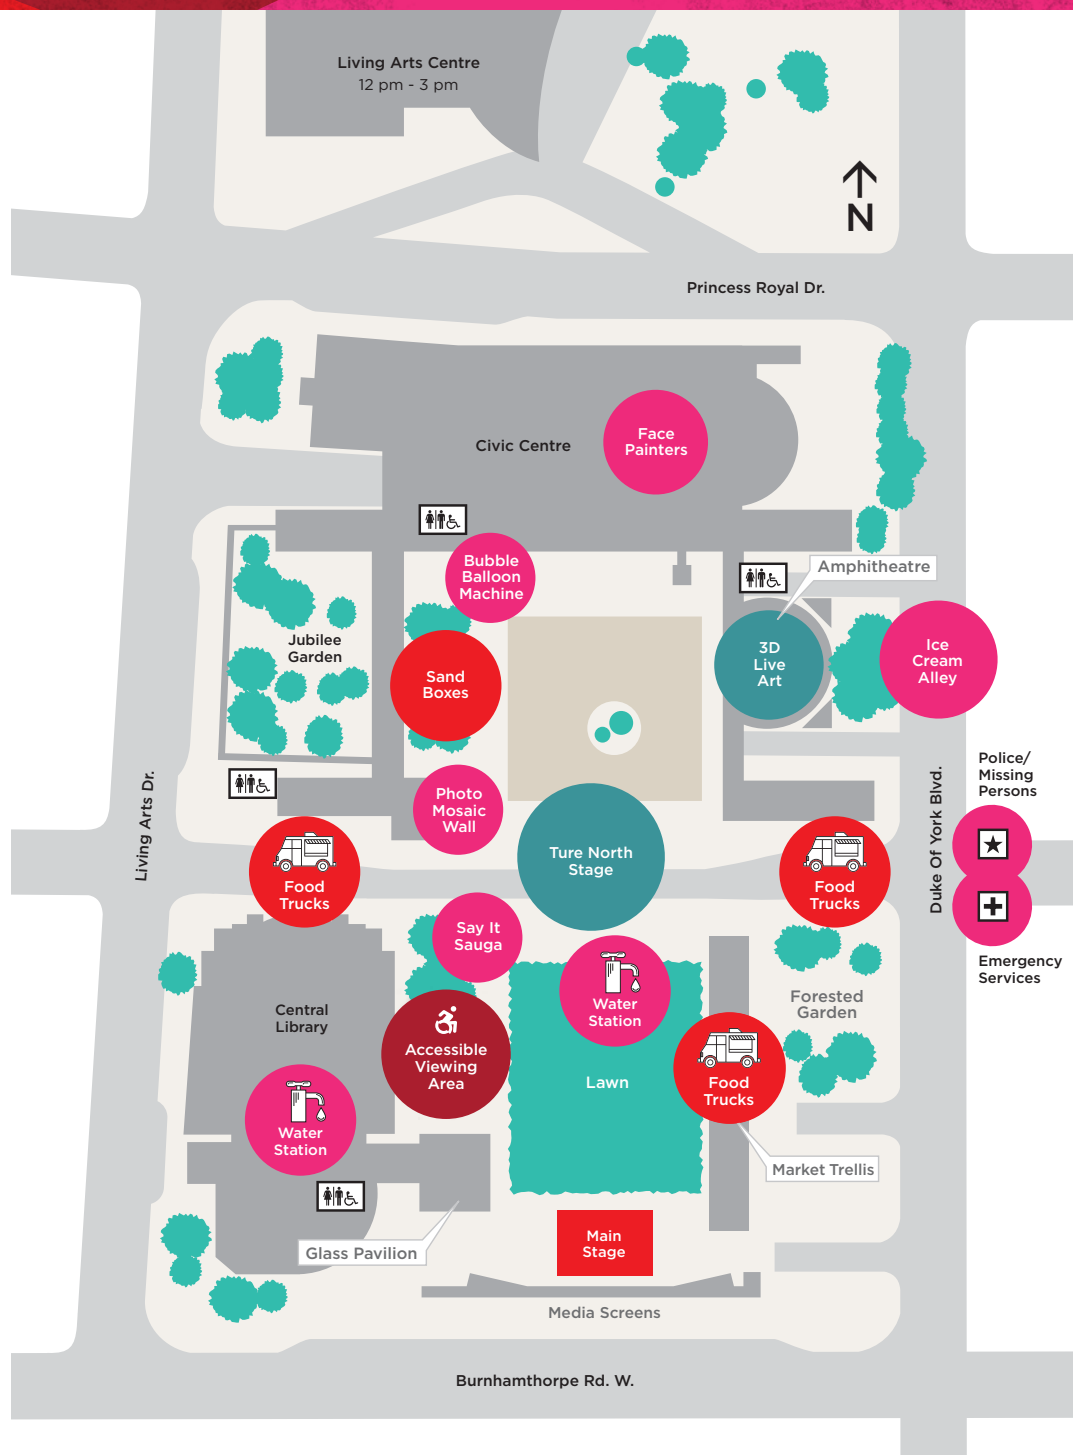 Living Arts Centre
12 pm - 3 pm
N
Princess Royal Dr.
Civic Centre
Face
Painters
Bubble
Balloon
Machine
Amphitheatre
Jubilee
Garden
Sand
Boxes
3D
Live
Art
Ice
Cream
Alley
Living Arts Dr.
Photo
Mosaic
Wall
Duke Of York Blvd.
Police/
Missing
Persons
Ture North
Stage
Food
Trucks
Food
Trucks
Say It
Sauga
Emergency
Services
Central
Library
Water
Station
Forested
Garden
Accessible
Viewing
Area
Lawn
Food
Trucks
Water
Station
Market Trellis
Glass Pavilion
Main
Stage
Media Screens
Burnhamthorpe Rd. W.